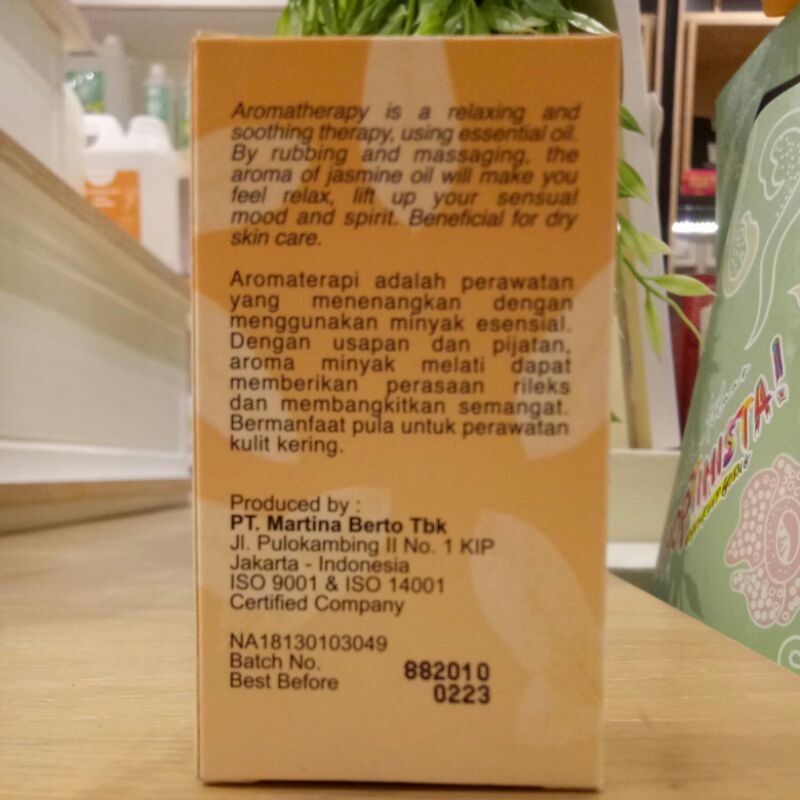 Aromatherapy is a relaxing and
soothing therapy, using essential oil.
By rubbing and massaging, the
aroma of jasmine oil will make you
feel relax, lift up your sensual
mood and spirit. Beneficial for dry
skin care.
Aromaterapi adalah perawatan
yang menenangkan dengan
menggunakan minyak esensial.
Dengan usapan dan pijatan,
aroma minyak melati dapat
memberikan perasaan rileks
dan membangkitkan semangat.
Bermanfaat pula untuk perawatan
kulit kering.
Produced by :
PT. Martina Berto Tbk
Jl. Pulokambing II No. 1 KIP
Jakarta - Indonesia
ISO 9001 & ISO 14001
Certified Company
NA18130103049
Batch No. 882010
Best Before 0223
OPTIMISTA!